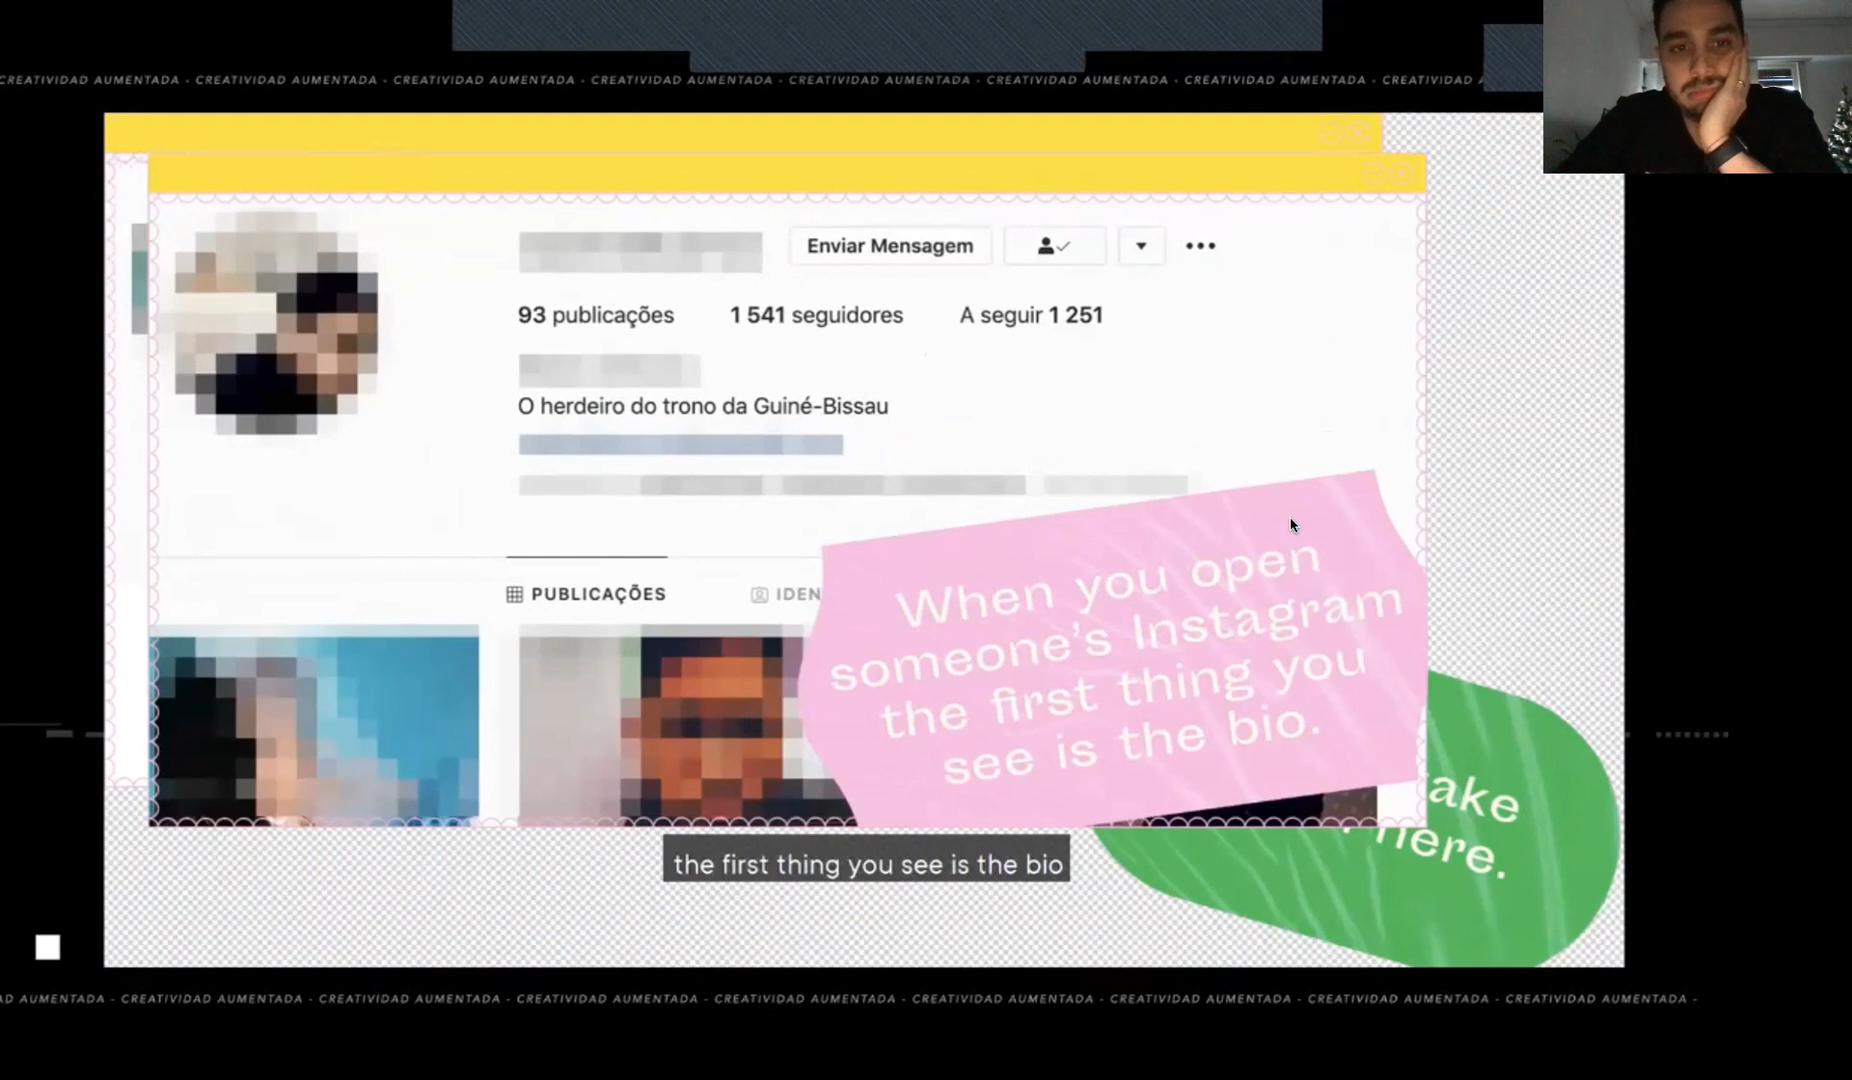 CREATIVIDAD AUMENTADA - CREATIVIDAD AUMENTADA - CREATIVIDAD AUMENTADA - CREATIVIDAD AUMENTADA - CREATIVIDAD AUMENTADA - CREATIVIDAD AUMENTADA - CREATIVIDAD AUMENTADA - CREATIVIDAD
Enviar Mensagem
93 publicações 1 541 seguidores A seguir 1 251
O herdeiro do trono da Guiné-Bissau
PUBLICAÇÕES IDEN
When you open
someone's Instagram
the first thing you
see is the bio.
ake
here.
the first thing you see is the bio
AD AUMENTADA - CREATIVIDAD AUMENTADA - CREATIVIDAD AUMENTADA - CREATIVIDAD AUMENTADA - CREATIVIDAD AUMENTADA - CREATIVIDAD AUMENTADA - CREATIVIDAD AUMENTADA - CREATIVIDAD AUMENTADA - CREATIVIDAD AUMENTADA -